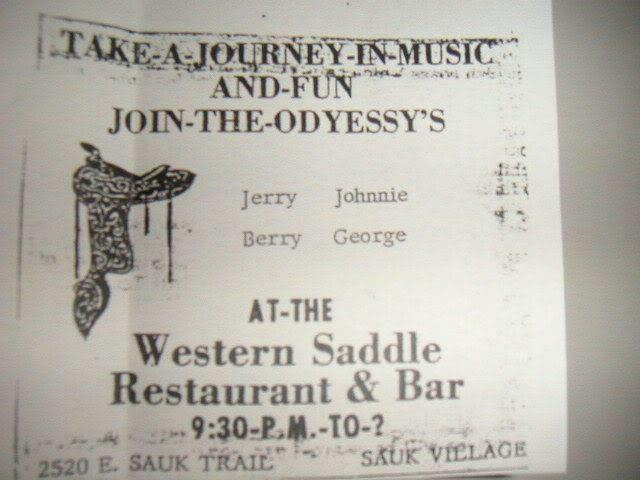 TAKE-A-JOURNEY-IN-MUSIC
AND-FUN
JOIN-THE-ODYESSY'S
Jerry Johnnie
Berry George
AT-THE
Western Saddle
Restaurant & Bar
9:30-P.M.-TO-?
2520 E. SAUK TRAIL SAUK VILLAGE